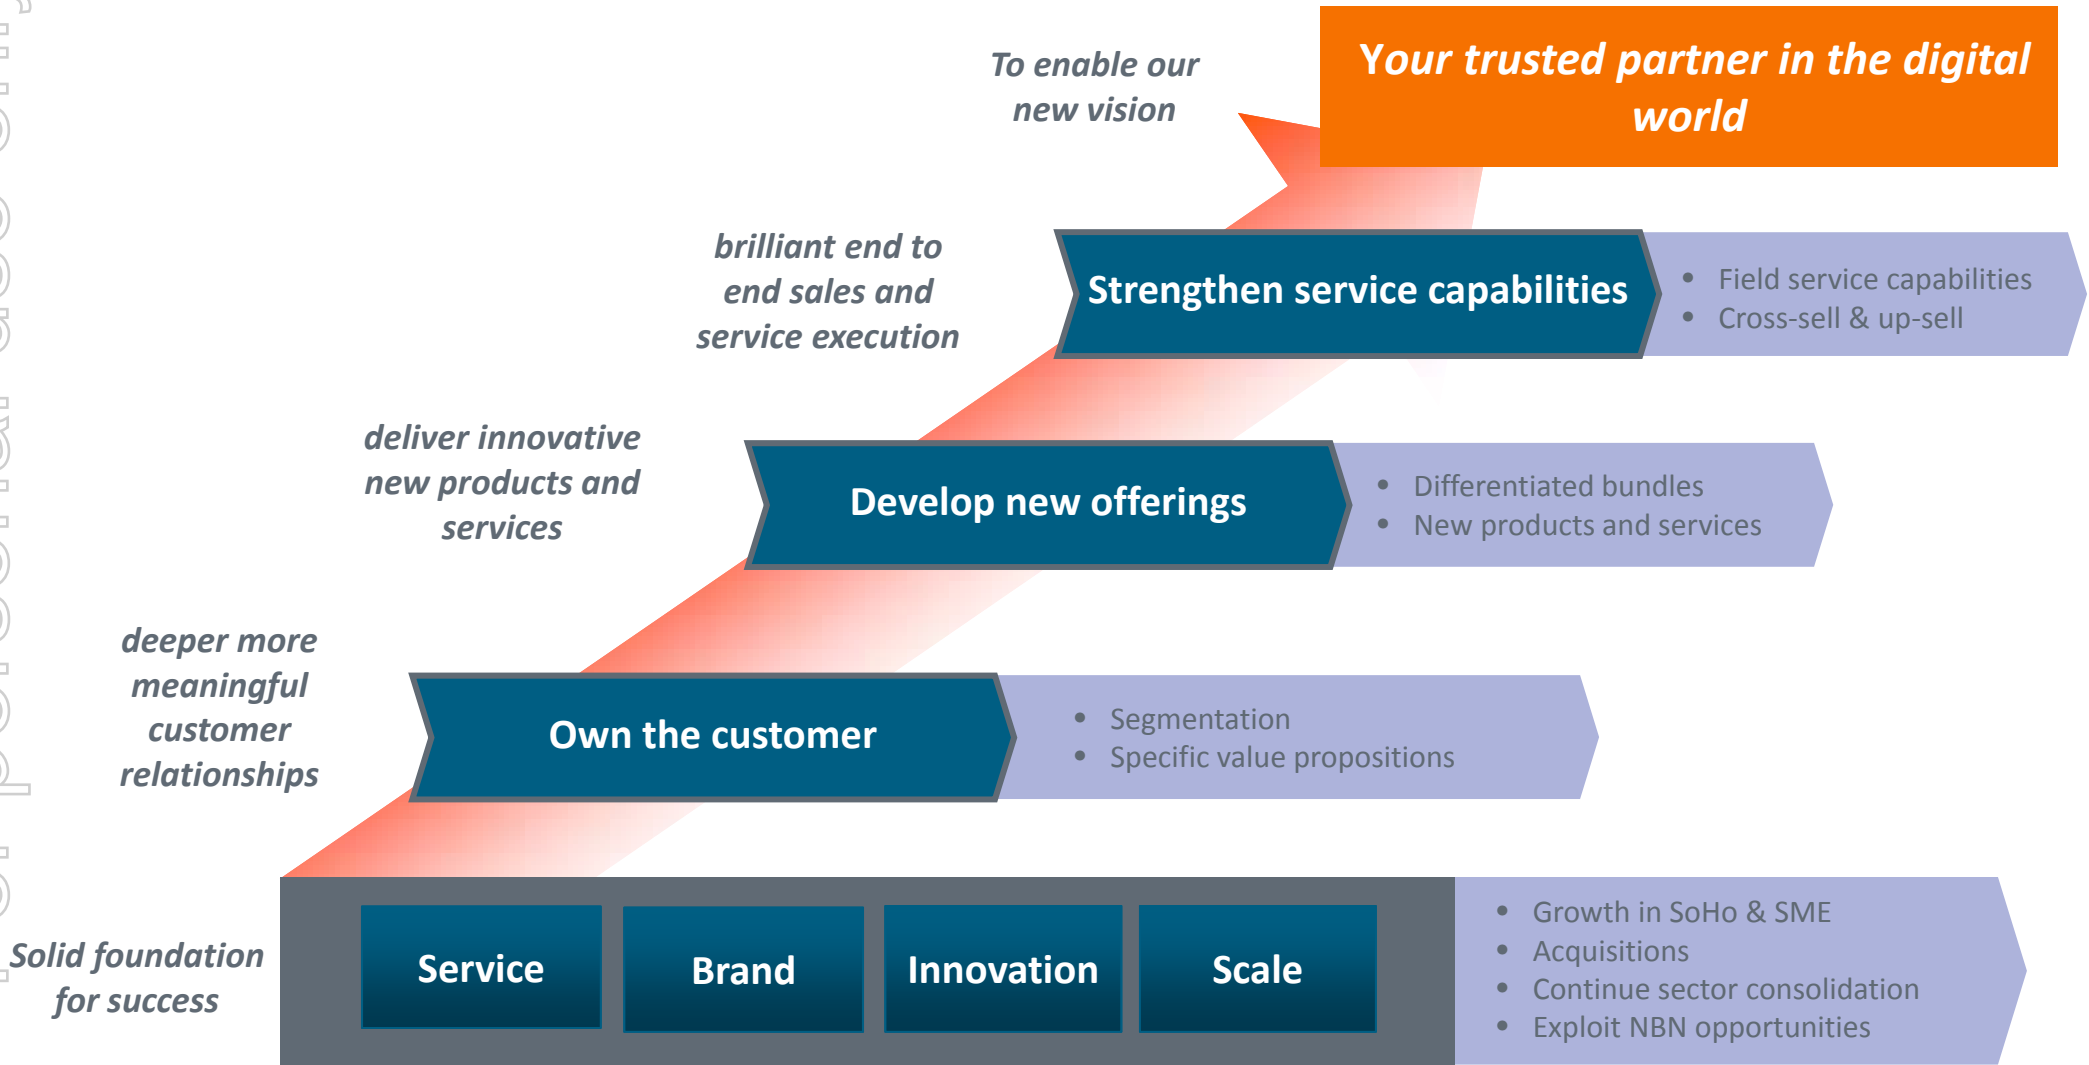 To enable our
new vision
Your trusted partner in the digital
world
brilliant end to
end sales and
service execution
Strengthen service capabilities
• Field service capabilities
• Cross-sell & up-sell
deliver innovative
new products and
services
Develop new offerings
• Differentiated bundles
• New products and services
deeper more
meaningful
customer
relationships
Own the customer
• Segmentation
• Specific value propositions
Solid foundation
for success
Service
Brand
Innovation
Scale
• Growth in SoHo & SME
• Acquisitions
• Continue sector consolidation
• Exploit NBN opportunities